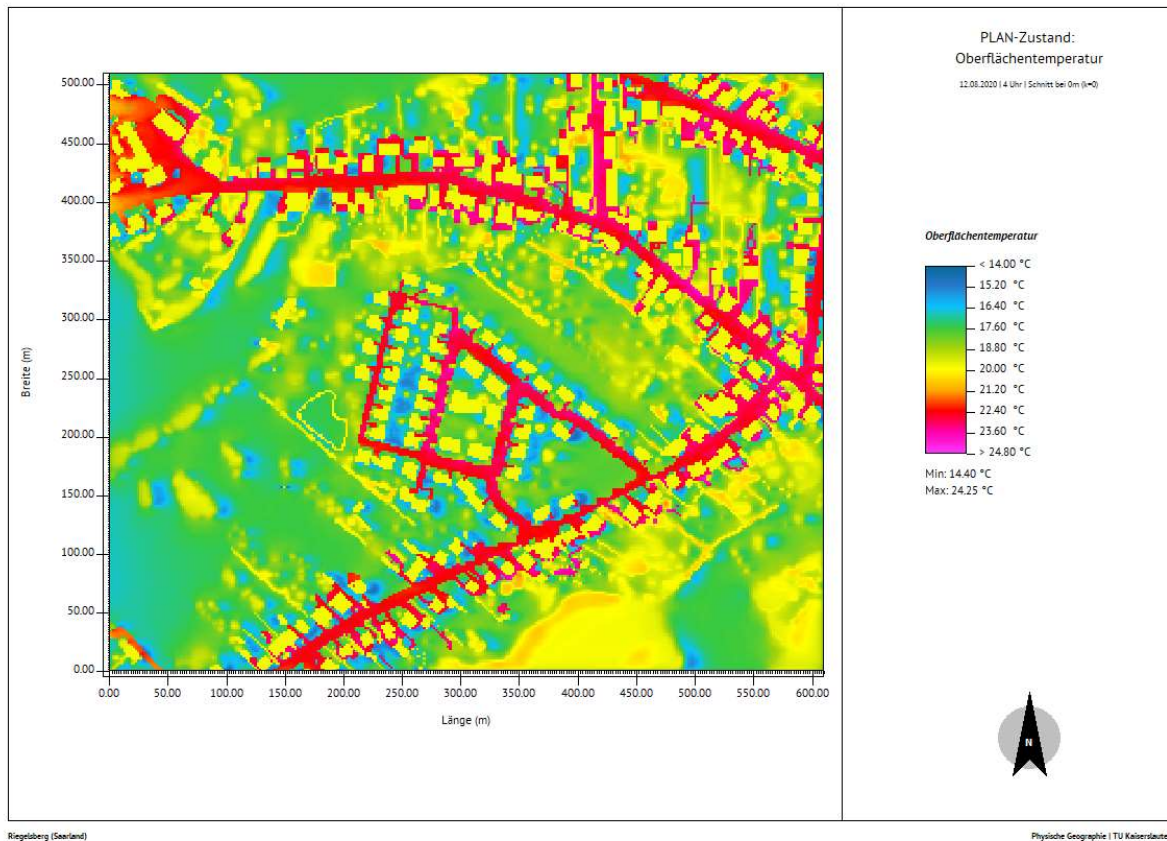 PLAN-Zustand:
Oberflächentemperatur
12.08.2020 | 4 Uhr | Schnitt bei 0m (k=0)
500.00
450.00
400.00
350.00
300.00
250.00
200.00
150.00
100.00
50.00
0.00
Breite (m)
0.00 50.00 100.00 150.00 200.00 250.00 300.00 350.00 400.00 450.00 500.00 550.00 600.00
Länge (m)
Oberflächentemperatur
< 14.00 °C
15.20 °C
16.40 °C
17.60 °C
18.80 °C
20.00 °C
21.20 °C
22.40 °C
23.60 °C
> 24.80 °C
Min: 14.40 °C
Max: 24.25 °C
N
Riegelsberg (Saarland)
Physische Geographie | TU Kaiserslaute